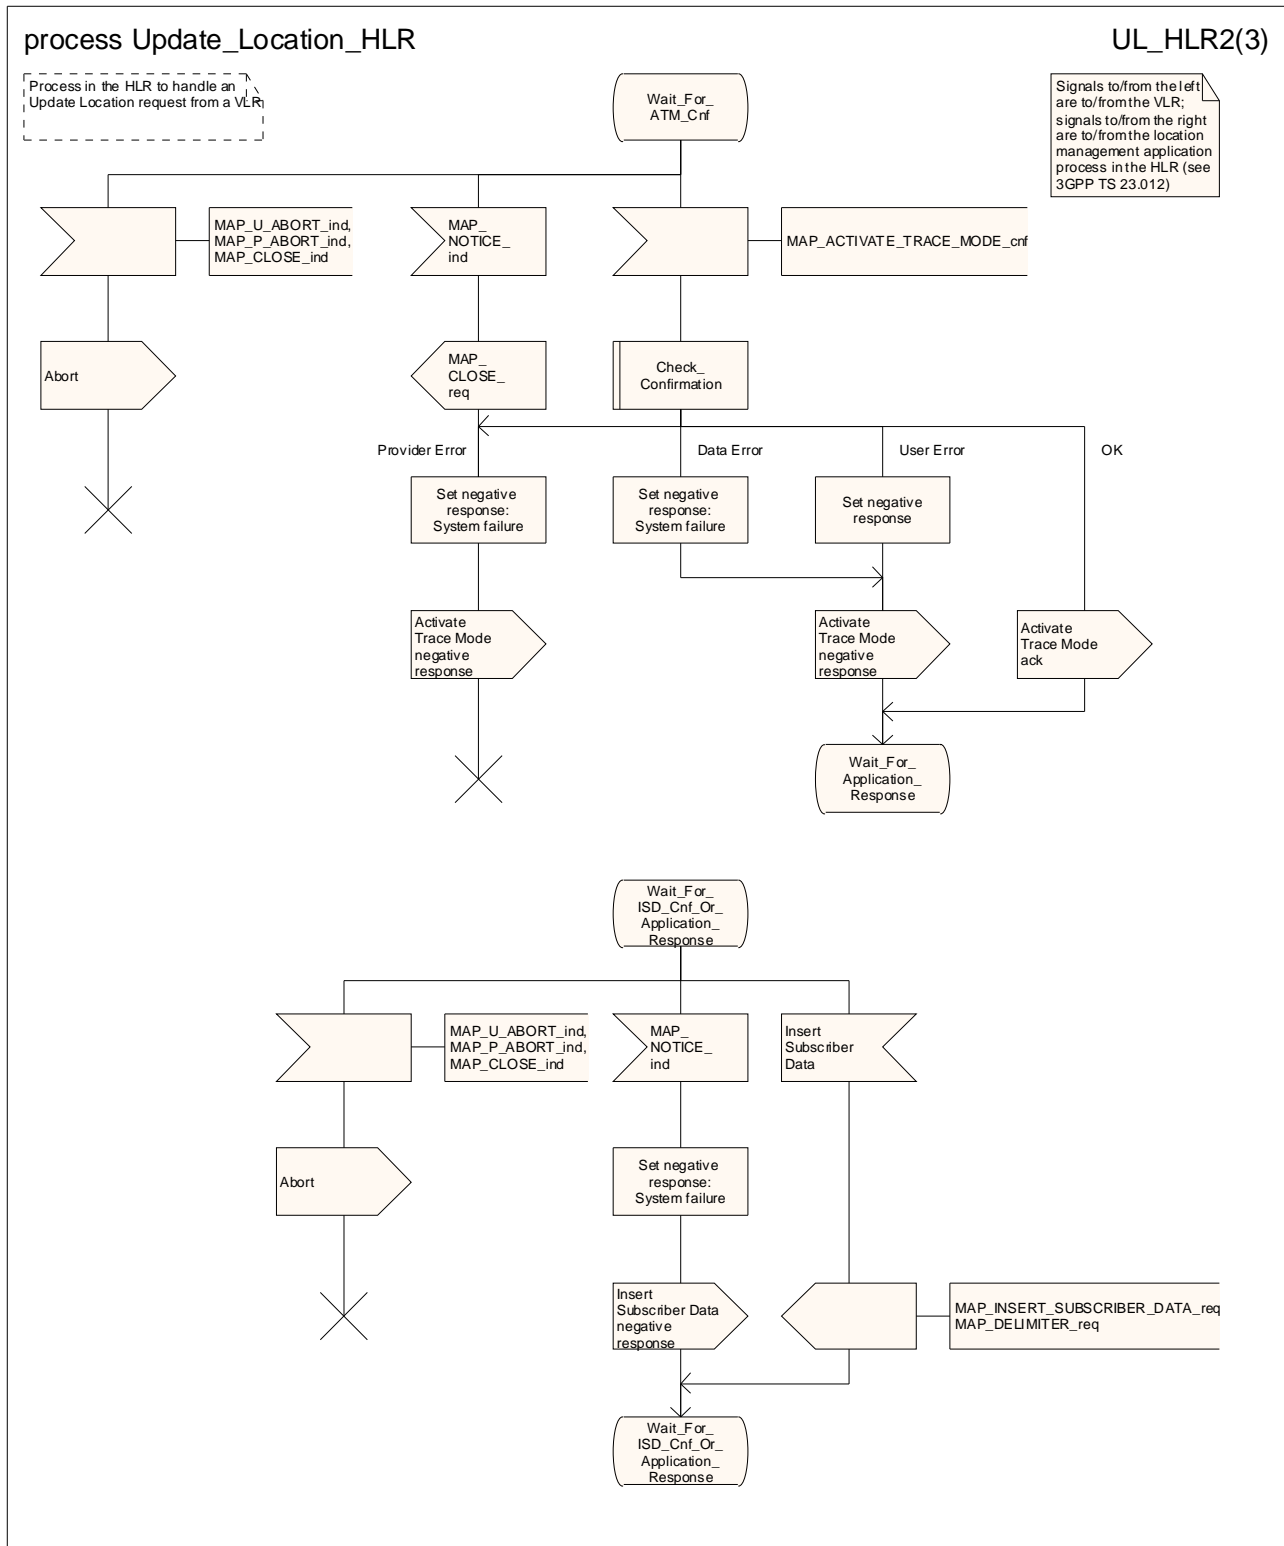 process Update_Location_HLR
UL_HLR2(3)
Process in the HLR to handle an
Update Location request from a VLR
Wait_For_
ATM_Cnf
Signals to/from the left
are to/from the VLR;
signals to/from the right
are to/from the location
management application
process in the HLR (see
3GPP TS 23.012)
MAP_U_ABORT_ind,
MAP_P_ABORT_ind,
MAP_CLOSE_ind
MAP_
NOTICE_
ind
MAP_ACTIVATE_TRACE_MODE_cnf
Abort
MAP_
CLOSE_
req
Check_
Confirmation
Provider Error
Data Error
User Error
OK
Set negative
response:
System failure
Set negative
response:
System failure
Set negative
response
Activate
Trace Mode
negative
response
Activate
Trace Mode
negative
response
Activate
Trace Mode
ack
Wait_For_
Application_
Response
Wait_For_
ISD_Cnf_Or_
Application_
Response
MAP_U_ABORT_ind,
MAP_P_ABORT_ind,
MAP_CLOSE_ind
MAP_
NOTICE_
ind
Insert
Subscriber
Data
Abort
Set negative
response:
System failure
Insert
Subscriber Data
negative
response
MAP_INSERT_SUBSCRIBER_DATA_req
MAP_DELIMITER_req
Wait_For_
ISD_Cnf_Or_
Application_
Response